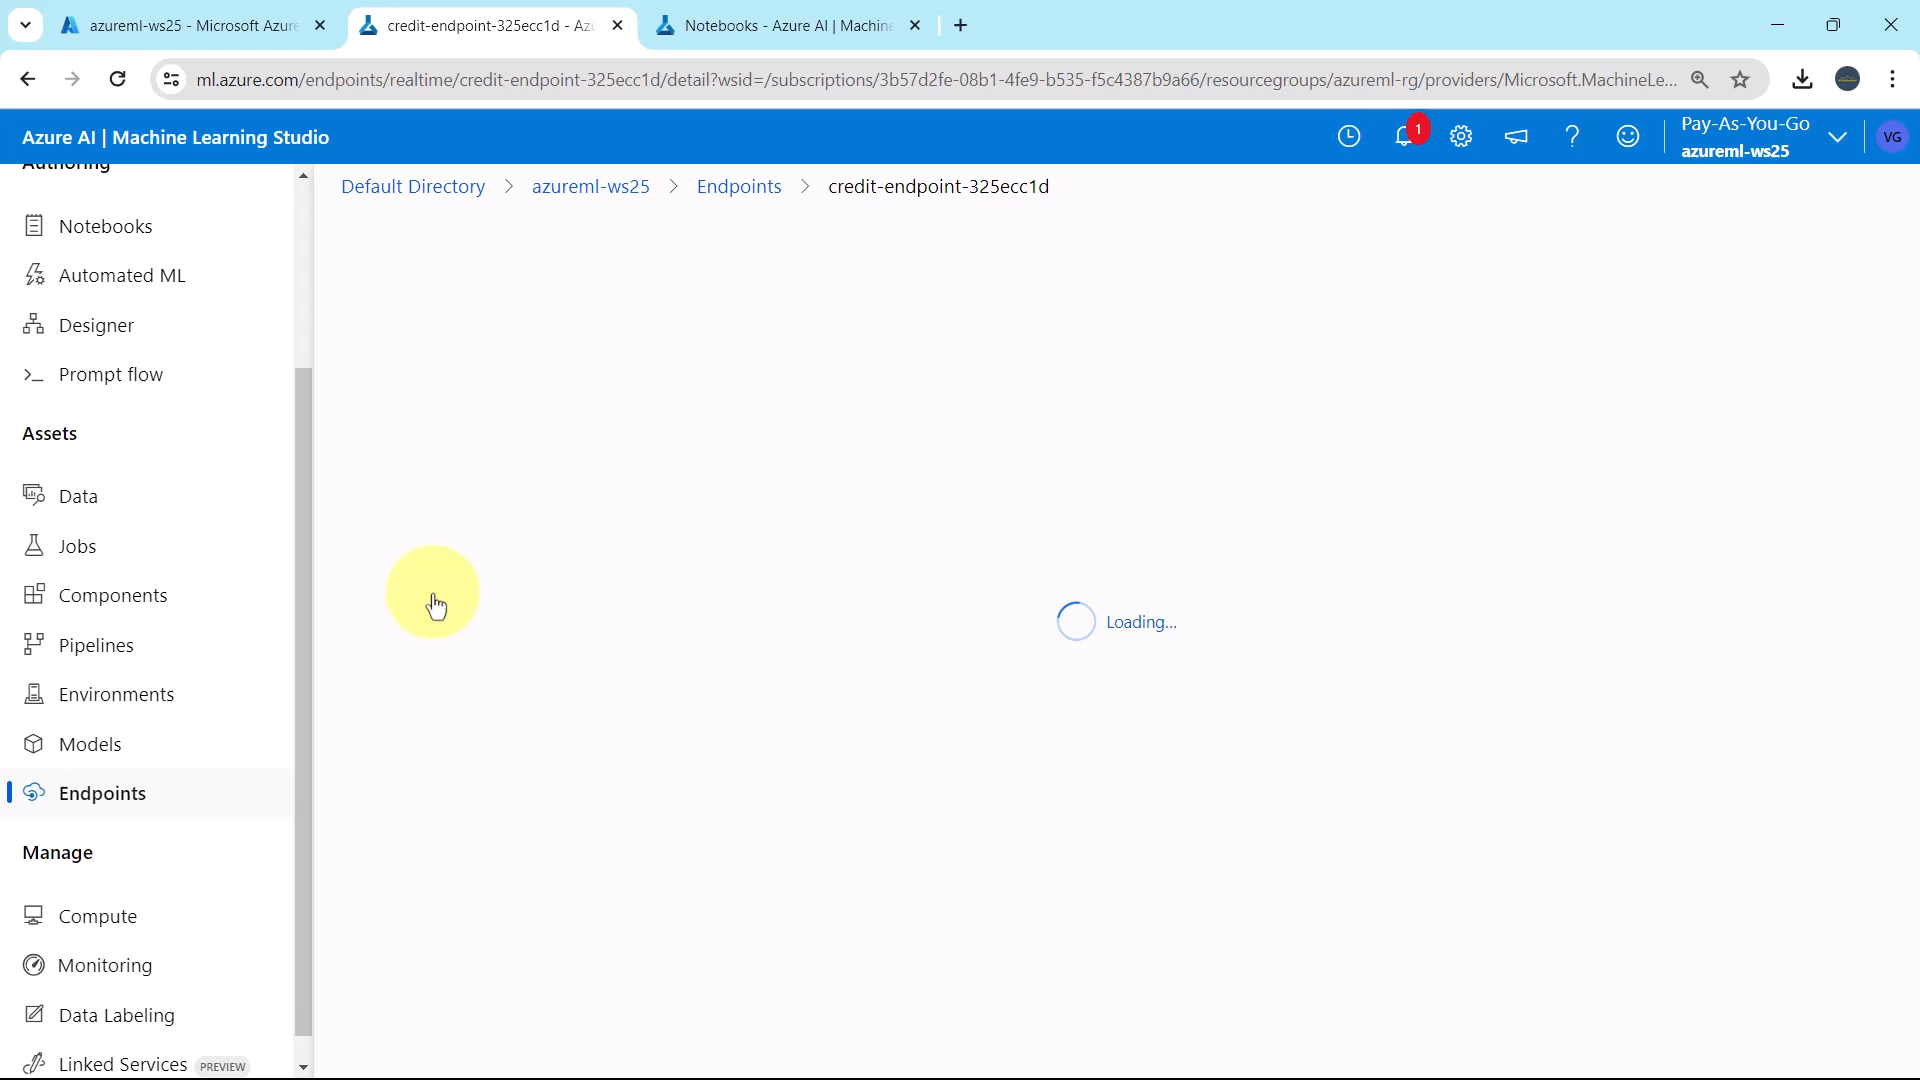 azureml-ws25 - Microsoft Azure
credit-endpoint-325ecc1d - Az
Notebooks - Azure AI | Machine
ml.azure.com/endpoints/realtime/credit-endpoint-325ecc1d/detail?wsid=/subscriptions/3b57d2fe-08b1-4fe9-b535-f5c4387b9a66/resourcegroups/azureml-rg/providers/Microsoft.MachineLe...
Azure AI | Machine Learning Studio
1
Pay-As-You-Go
azureml-ws25
VG
Authoring
Default Directory > azureml-ws25 > Endpoints > credit-endpoint-325ecc1d
Notebooks
Automated ML
Designer
Prompt flow
Assets
Data
Jobs
Components
Loading...
Pipelines
Environments
Models
Endpoints
Manage
Compute
Monitoring
Data Labeling
Linked Services PREVIEW